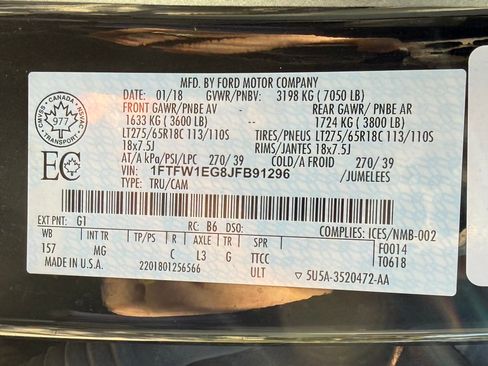 MFD. BY FORD MOTOR COMPANY
DATE: 01/18 GVWR/PNBV: 3198 KG ( 7050 LB)
FRONT GAWR/PNBE AV REAR GAWR/ PNBE AR
1633 KG ( 3600 LB) 1724 KG ( 3800 LB)
LT275/65R18C 113/110S TIRES/PNEUS LT275/65R18C 113/110S
18x7.5J RIMS/JANTES 18x7.5J
AT/A kPa/PSI/LPC 270/ 39 COLD/A FROID 270/ 39
VIN: 1FTFW1EG8JFB91296 /JUMELEES
TYPE: TRU/CAM
CANADA
CMVSS NSVAC
977
TRANSPORT
EC
EXT PNT: G1 RC: B6 DSO: COMPLIES: ICES/NMB-002
WB INT TR TP/PS R AXLE TR SPR F0014
157 MG C L3 G TTCC T0618
ULT
MADE IN U.S.A. 2201801256566 ▽ 5U5A-3520472-AA